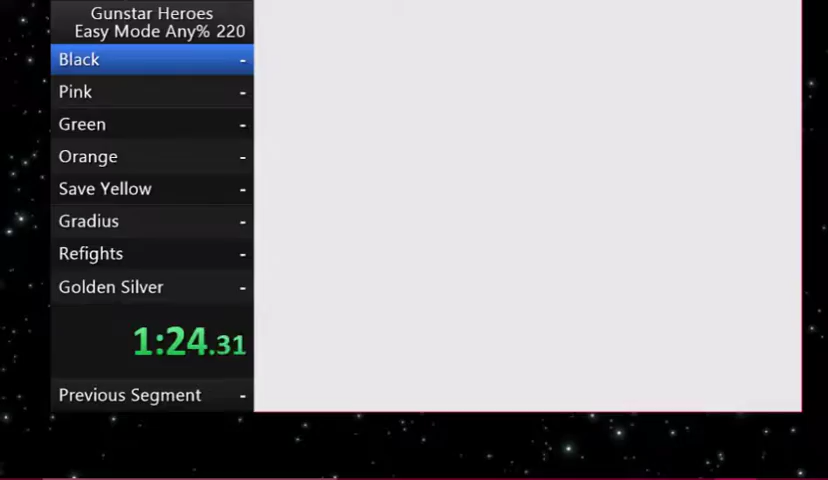 Gunstar Heroes
Easy Mode Any% 220
Black -
Pink -
Green -
Orange -
Save Yellow -
Gradius -
Refights -
Golden Silver -
1:24.31
Previous Segment -